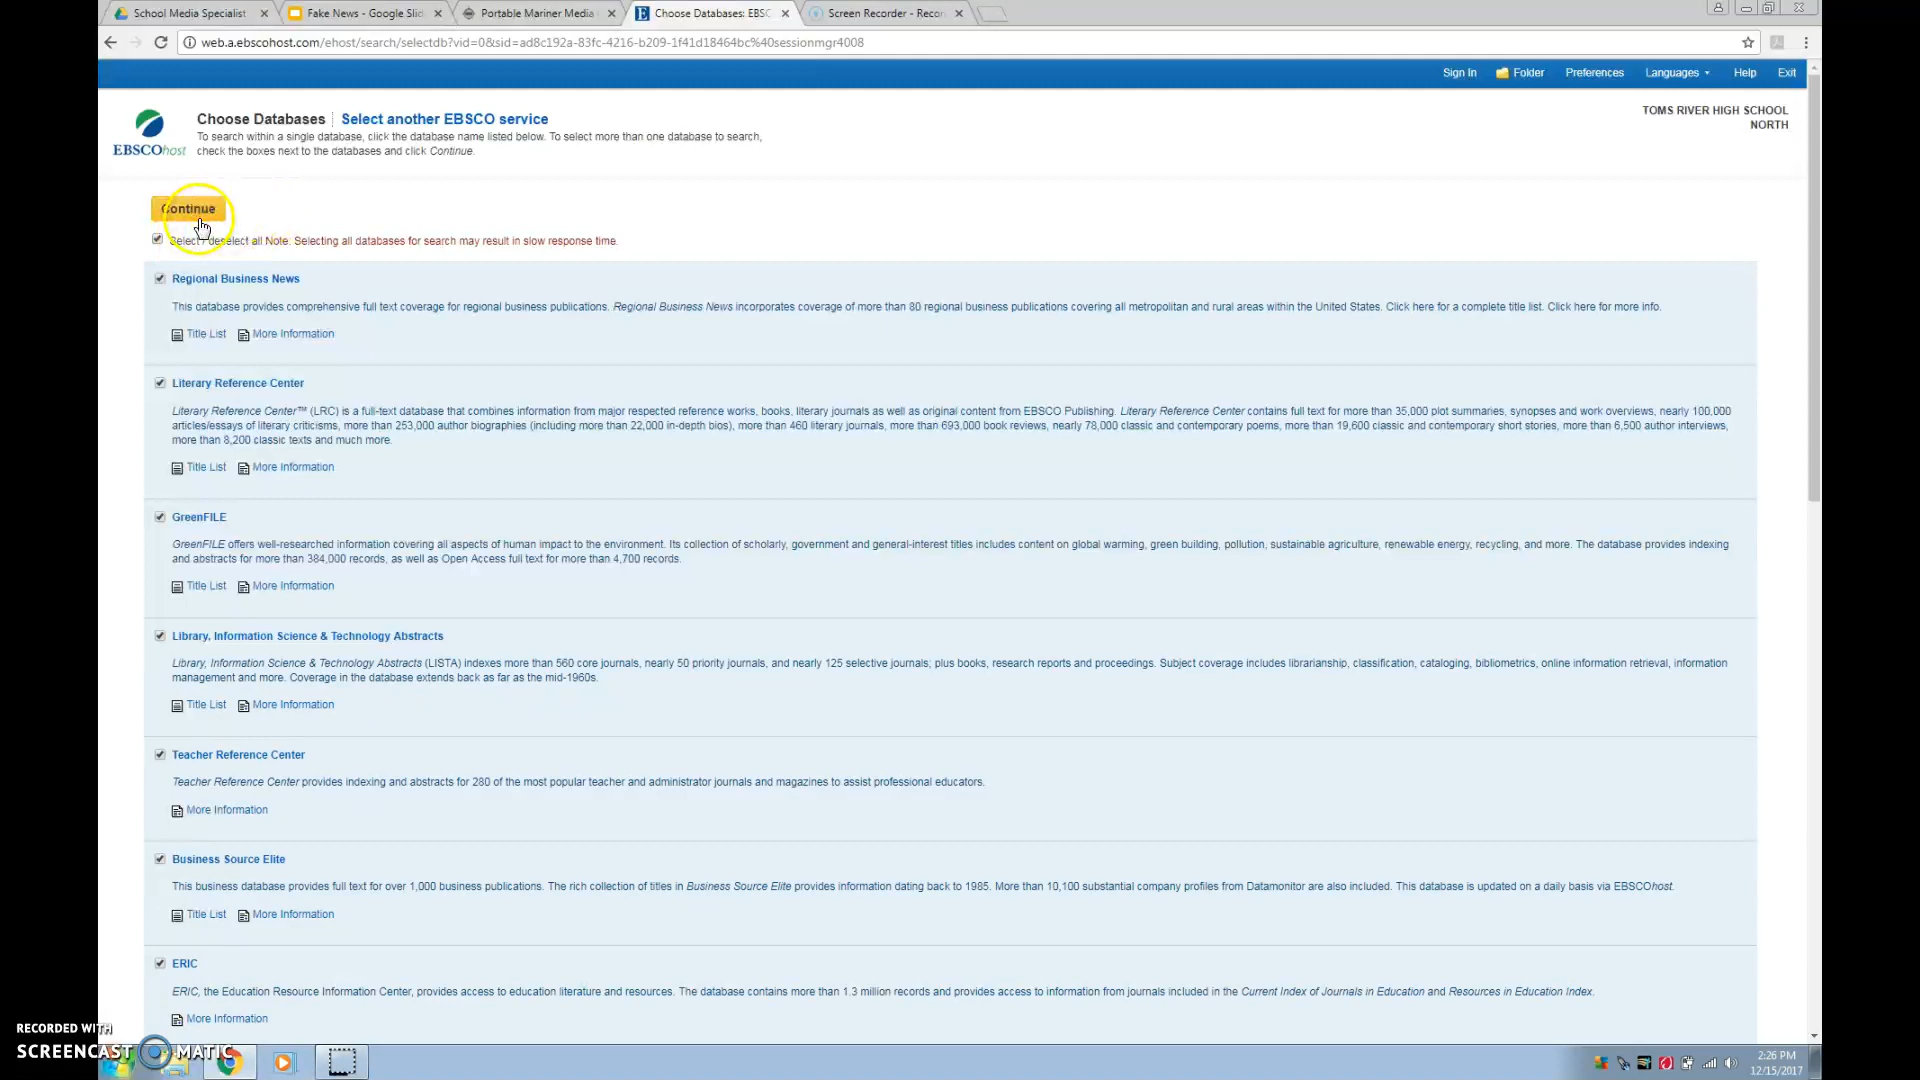 School Media Specialist
Fake News - Google Slid
Portable Mariner Media
Choose Databases: EBSC
Screen Recorder - Recor
web.a.ebscohost.com/ehost/search/selectdb?vid=0&sid=ad8c192a-83fc-4216-b209-1f41d18464bc%40sessionmgr4008
Sign In Folder Preferences Languages Help Exit
EBSCOhost
Choose Databases Select another EBSCO service
To search within a single database, click the database name listed below. To select more than one database to search,
check the boxes next to the databases and click Continue.
TOMS RIVER HIGH SCHOOL
NORTH
Continue
Select / deselect all Note: Selecting all databases for search may result in slow response time.
Regional Business News
This database provides comprehensive full text coverage for regional business publications. Regional Business News incorporates coverage of more than 80 regional business publications covering all metropolitan and rural areas within the United States. Click here for a complete title list. Click here for more info.
Title List More Information
Literary Reference Center
Literary Reference Center™ (LRC) is a full-text database that combines information from major respected reference works, books, literary journals as well as original content from EBSCO Publishing. Literary Reference Center contains full text for more than 35,000 plot summaries, synopses and work overviews, nearly 100,000
articles/essays of literary criticisms, more than 253,000 author biographies (including more than 22,000 in-depth bios), more than 460 literary journals, more than 693,000 book reviews, nearly 78,000 classic and contemporary poems, more than 19,600 classic and contemporary short stories, more than 6,500 author interviews,
more than 8,200 classic texts and much more.
Title List More Information
GreenFILE
GreenFILE offers well-researched information covering all aspects of human impact to the environment. Its collection of scholarly, government and general-interest titles includes content on global warming, green building, pollution, sustainable agriculture, renewable energy, recycling, and more. The database provides indexing
and abstracts for more than 384,000 records, as well as Open Access full text for more than 4,700 records.
Title List More Information
Library, Information Science & Technology Abstracts
Library, Information Science & Technology Abstracts (LISTA) indexes more than 560 core journals, nearly 50 priority journals, and nearly 125 selective journals; plus books, research reports and proceedings. Subject coverage includes librarianship, classification, cataloging, bibliometrics, online information retrieval, information
management and more. Coverage in the database extends back as far as the mid-1960s.
Title List More Information
Teacher Reference Center
Teacher Reference Center provides indexing and abstracts for 280 of the most popular teacher and administrator journals and magazines to assist professional educators.
More Information
Business Source Elite
This business database provides full text for over 1,000 business publications. The rich collection of titles in Business Source Elite provides information dating back to 1985. More than 10,100 substantial company profiles from Datamonitor are also included. This database is updated on a daily basis via EBSCOhost.
Title List More Information
ERIC
ERIC, the Education Resource Information Center, provides access to education literature and resources. The database contains more than 1.3 million records and provides access to information from journals included in the Current Index of Journals in Education and Resources in Education Index.
More Information
RECORDED WITH
SCREENCAST MATIC
2:26 PM
12/15/2017